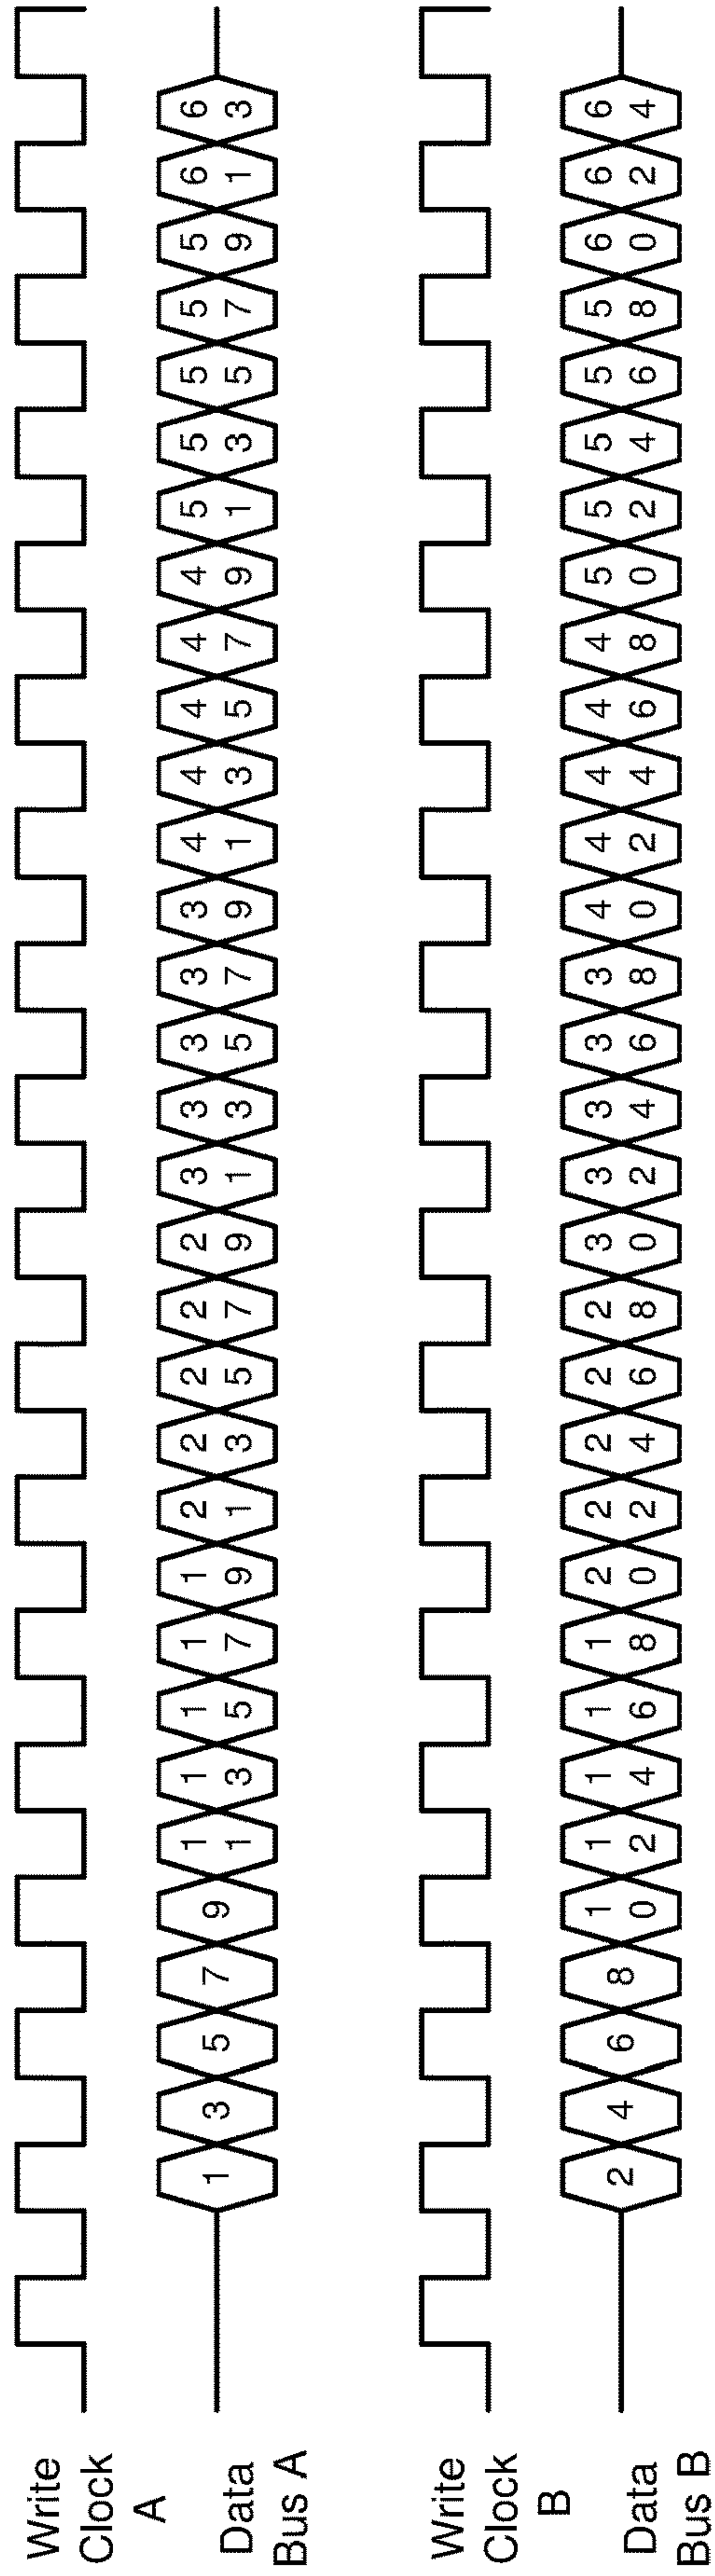 Write
Clock
A
Data
Bus A
1 3 5 7 9 11 13 15 17 19 21 23 25 27 29 31 33 35 37 39 41 43 45 47 49 51 53 55 57 59 61 63
Write
Clock
B
Data
Bus B
2 4 6 8 10 12 14 16 18 20 22 24 26 28 30 32 34 36 38 40 42 44 46 48 50 52 54 56 58 60 62 64